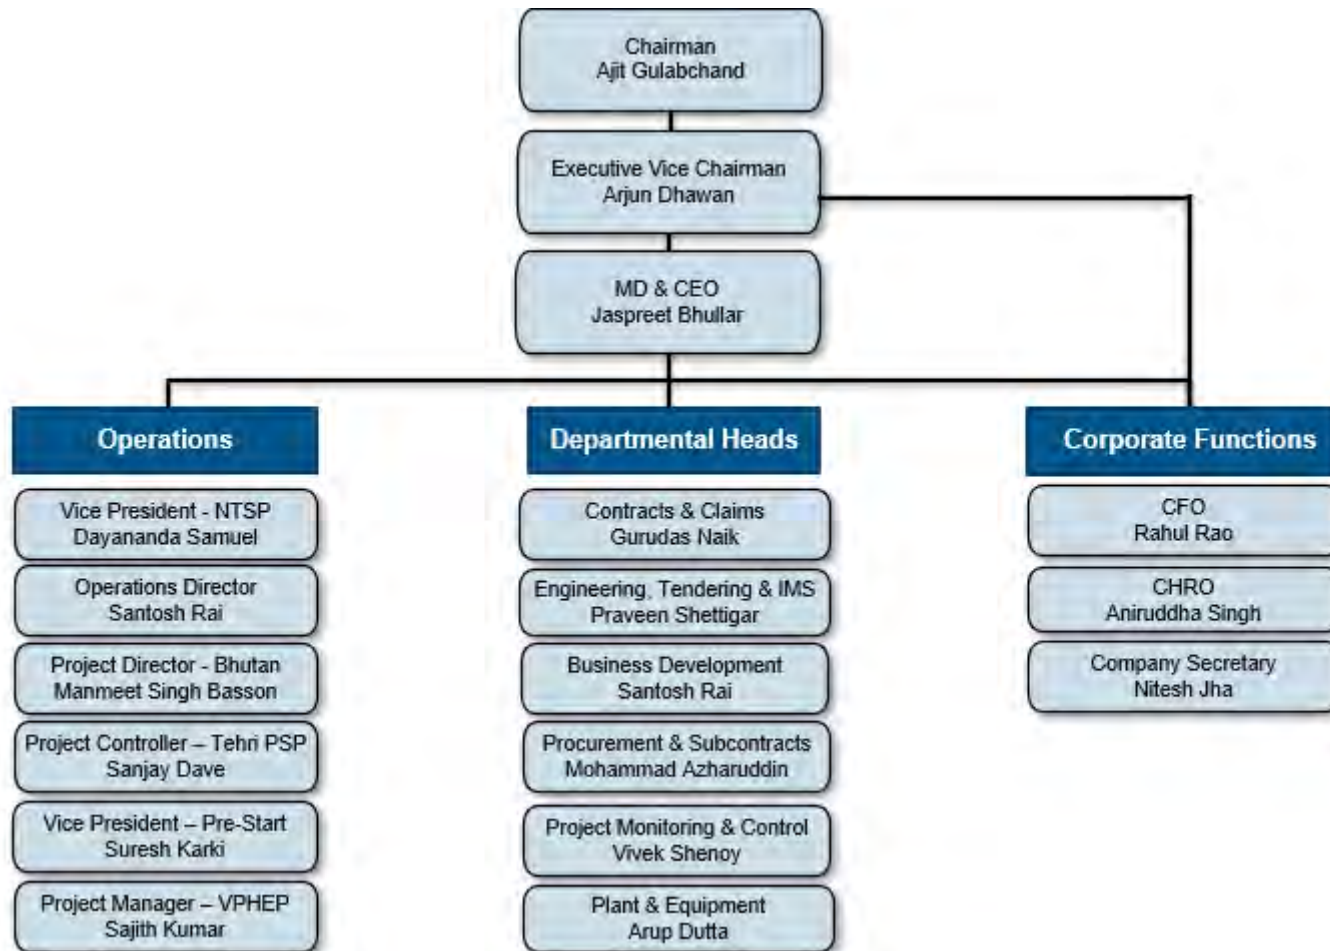 Chairman
Ajit Gulabchand
Executive Vice Chairman
Arjun Dhawan
MD & CEO
Jaspreet Bhullar
Operations
Vice President - NTSP
Dayananda Samuel
Operations Director
Santosh Rai
Project Director - Bhutan
Manmeet Singh Basson
Project Controller – Tehri PSP
Sanjay Dave
Vice President – Pre-Start
Suresh Karki
Project Manager – VPHEP
Sajith Kumar
Departmental Heads
Contracts & Claims
Gurudas Naik
Engineering, Tendering & IMS
Praveen Shettigar
Business Development
Santosh Rai
Procurement & Subcontracts
Mohammad Azharuddin
Project Monitoring & Control
Vivek Shenoy
Plant & Equipment
Arup Dutta
Corporate Functions
CFO
Rahul Rao
CHRO
Aniruddha Singh
Company Secretary
Nitesh Jha